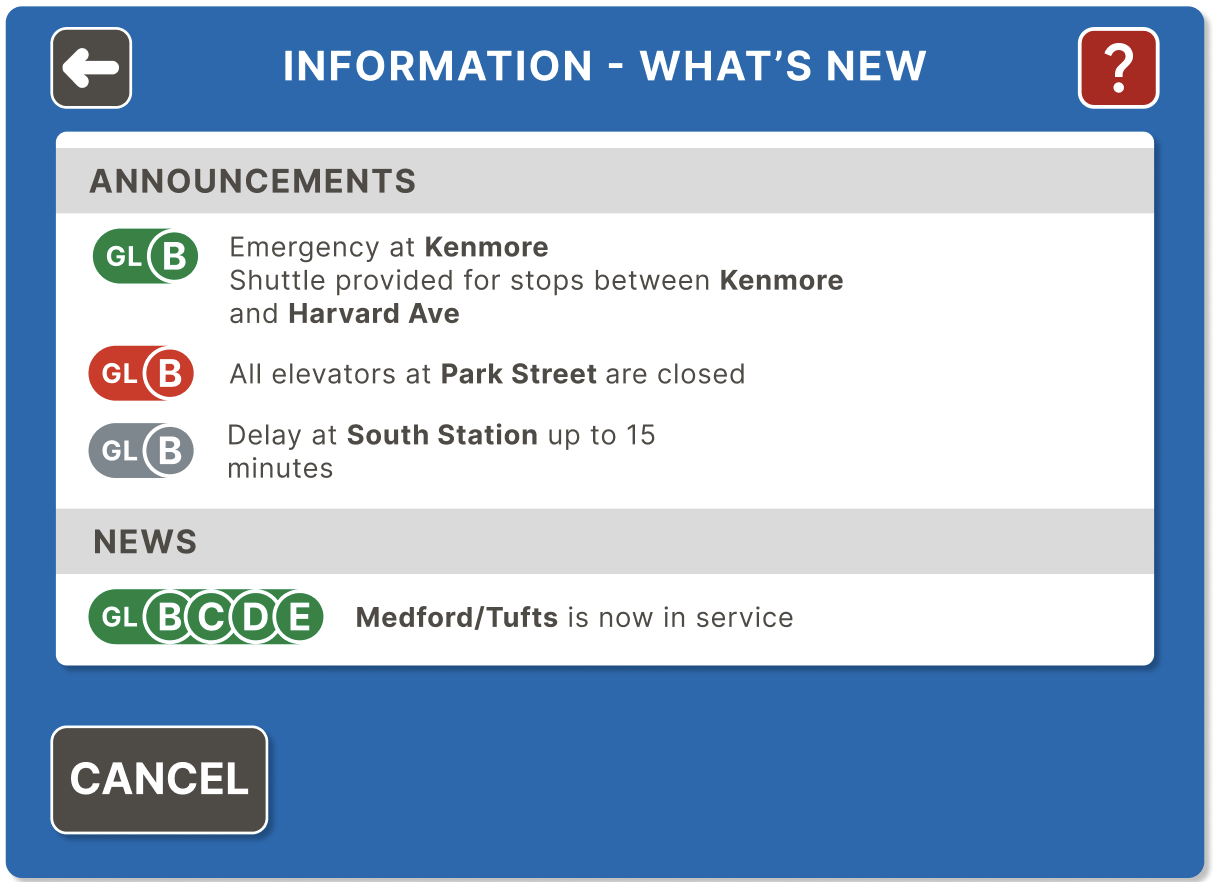 INFORMATION - WHAT'S NEW
?
ANNOUNCEMENTS
GL B
Emergency at Kenmore
Shuttle provided for stops between Kenmore
and Harvard Ave
GL B
All elevators at Park Street are closed
GL B
Delay at South Station up to 15
minutes
NEWS
GL B C D E
Medford/Tufts is now in service
CANCEL